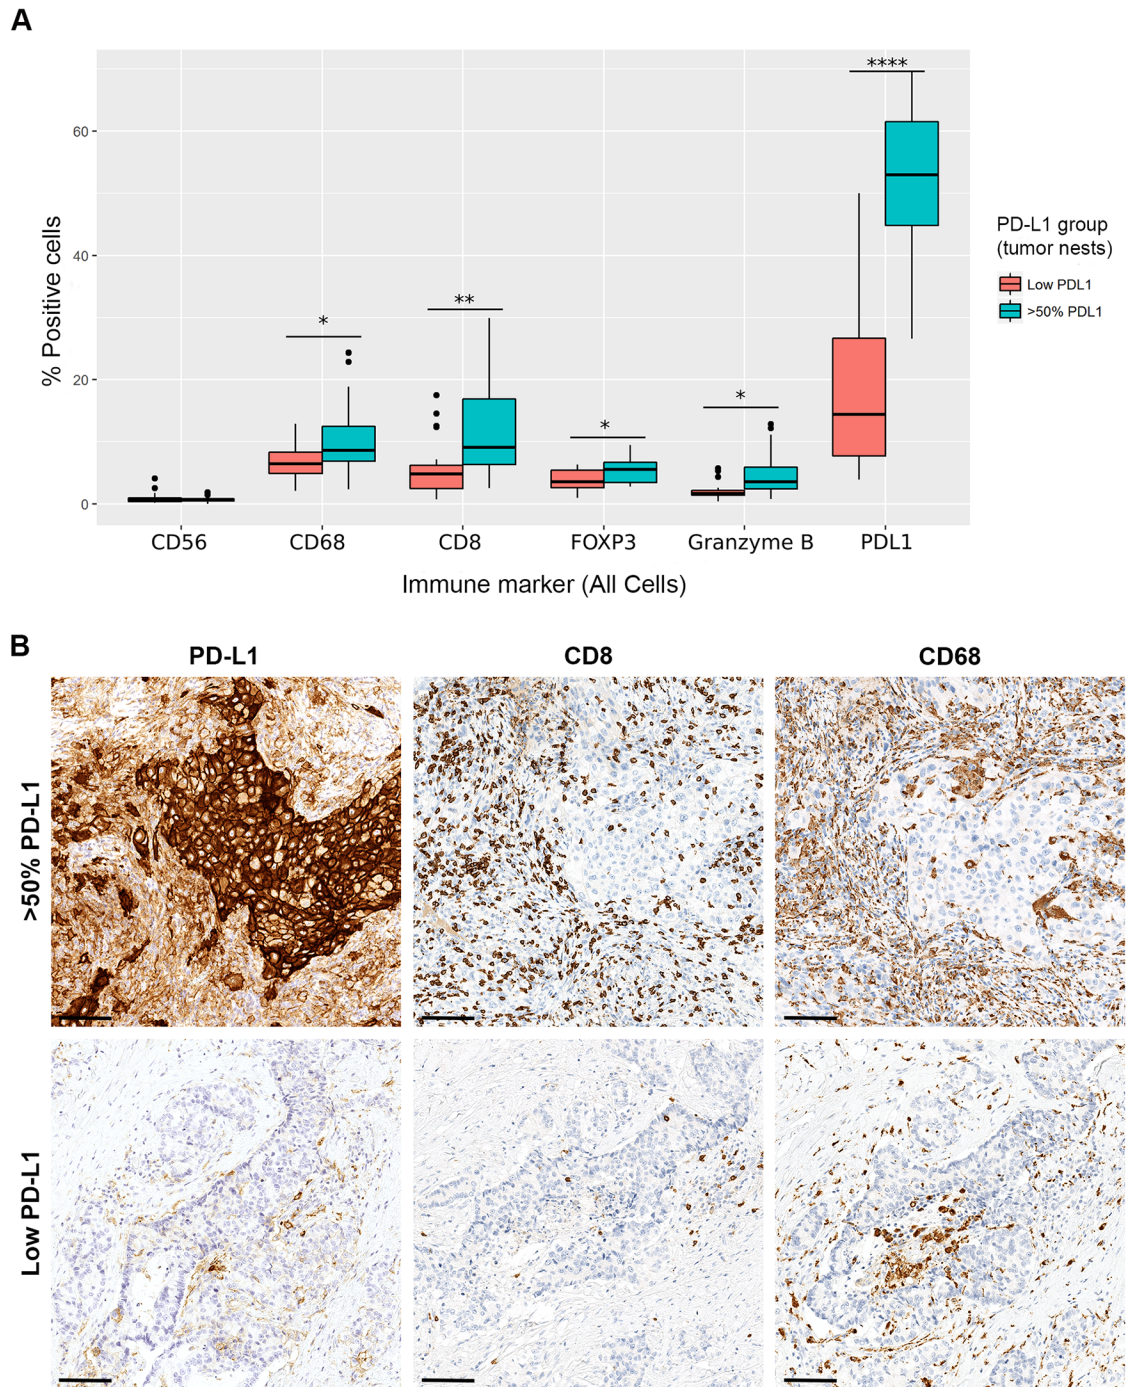 A
****
60
40
20
0
% Positive cells
*
**
*
*
PD-L1 group
(tumor nests)
Low PDL1
>50% PDL1
CD56 CD68 CD8 FOXP3 Granzyme B PDL1
Immune marker (All Cells)
B
PD-L1 CD8 CD68
>50% PD-L1
Low PD-L1